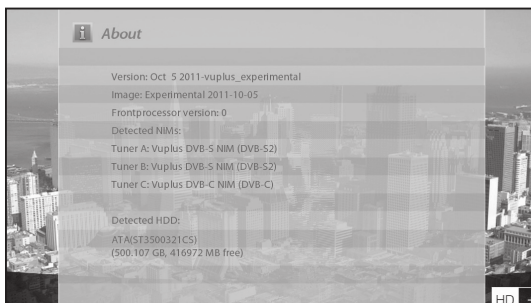 i About
Version: Oct 5 2011-vuplus_experimental
Image: Experimental 2011-10-05
Frontprocessor version: 0
Detected NIMs:
Tuner A: Vuplus DVB-S NIM (DVB-S2)
Tuner B: Vuplus DVB-S NIM (DVB-S2)
Tuner C: Vuplus DVB-C NIM (DVB-C)
Detected HDD:
ATA(ST3500321CS)
(500.107 GB, 416972 MB free)
HD